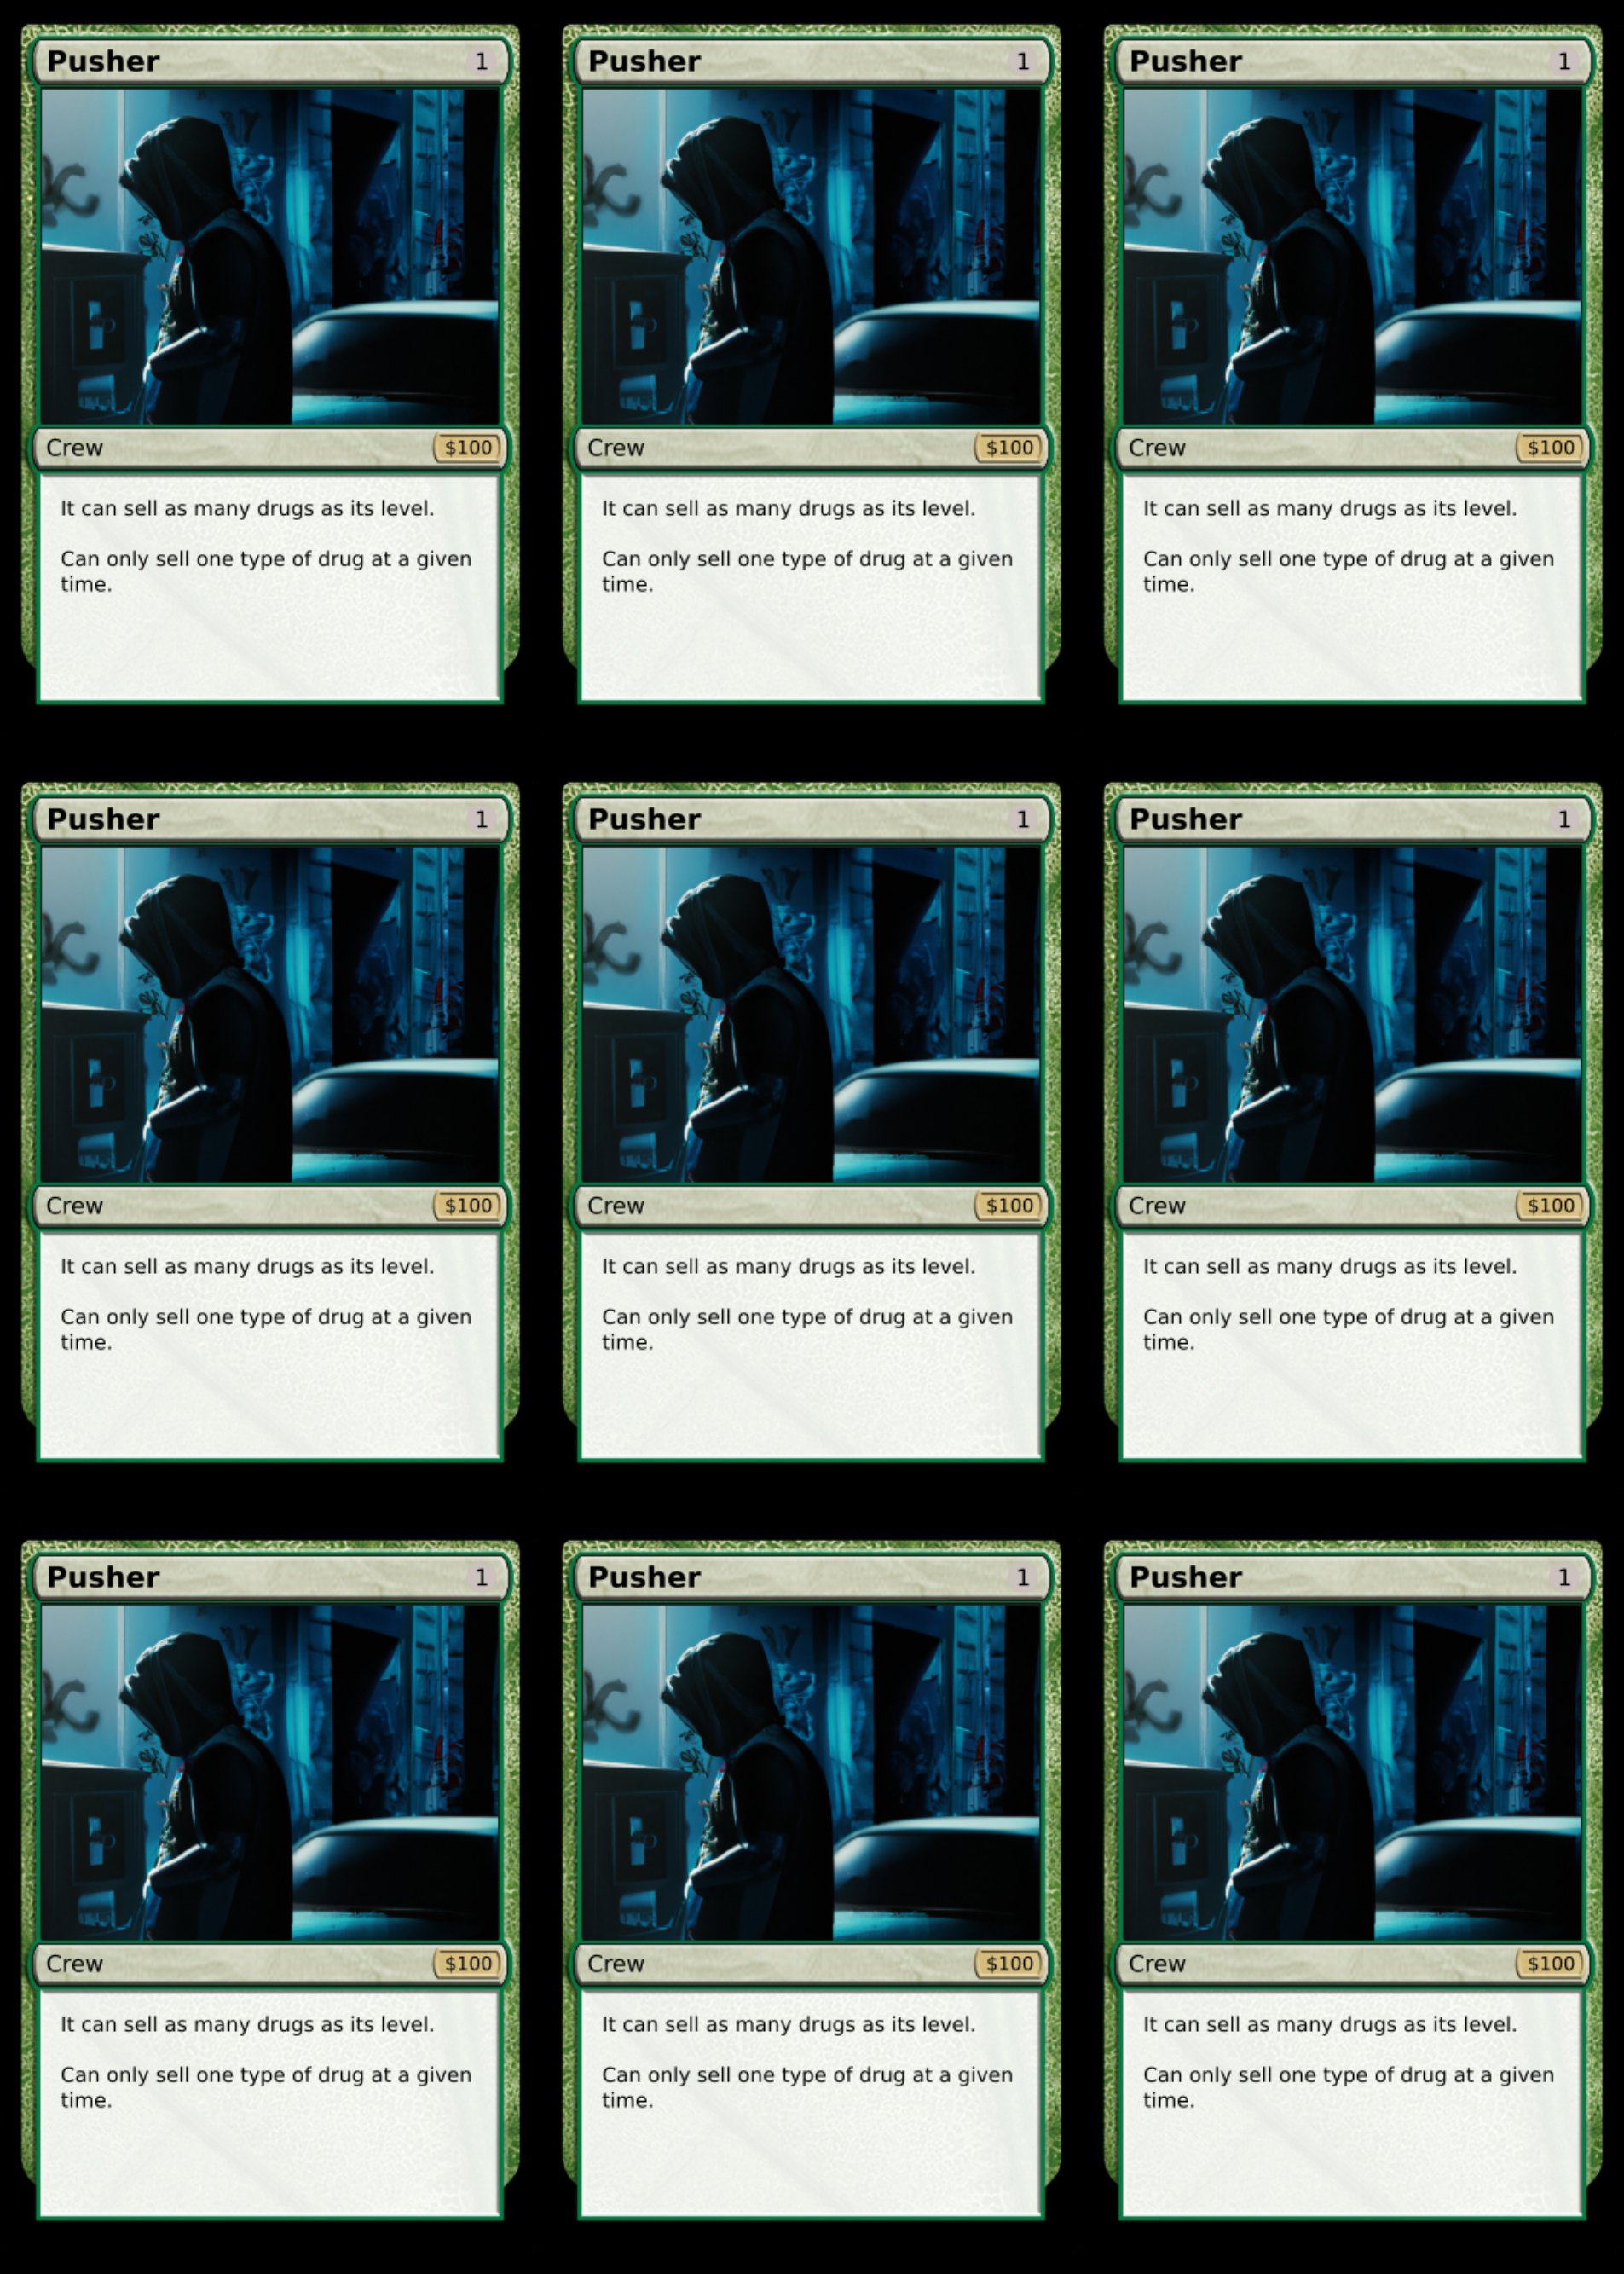 Pusher 1 Pusher 1 Pusher 1
Crew $100 Crew $100 Crew $100
It can sell as many drugs as its level. It can sell as many drugs as its level. It can sell as many drugs as its level.
Can only sell one type of drug at a given Can only sell one type of drug at a given Can only sell one type of drug at a given
time. time. time.
Pusher 1 Pusher 1 Pusher 1
Crew $100 Crew $100 Crew $100
It can sell as many drugs as its level. It can sell as many drugs as its level. It can sell as many drugs as its level.
Can only sell one type of drug at a given Can only sell one type of drug at a given Can only sell one type of drug at a given
time. time. time.
Pusher 1 Pusher 1 Pusher 1
Crew $100 Crew $100 Crew $100
It can sell as many drugs as its level. It can sell as many drugs as its level. It can sell as many drugs as its level.
Can only sell one type of drug at a given Can only sell one type of drug at a given Can only sell one type of drug at a given
time. time. time.